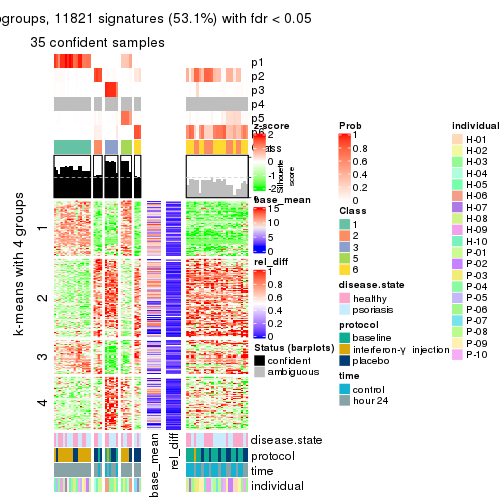 ogroups, 11821 signatures (53.1%) with fdr < 0.05
35 confident samples
p1
p2
p3
p4
p5
p6
Class
z-score
2
1
0
-1
-2
silhouette
score
base_mean
15
10
5
0
rel_diff
1
0.8
0.6
0.4
0.2
0
Status (barplots)
confident
ambiguous
k-means with 4 groups
1
2
3
4
base_mean
rel_diff
disease.state
protocol
time
individual
Prob
1
0.8
0.6
0.4
0.2
0
Class
1
2
3
5
6
disease.state
healthy
psoriasis
protocol
baseline
interferon-γ injection
placebo
time
control
hour 24
individual
H-01
H-02
H-03
H-04
H-05
H-06
H-07
H-08
H-09
H-10
P-01
P-02
P-03
P-04
P-05
P-06
P-07
P-08
P-09
P-10